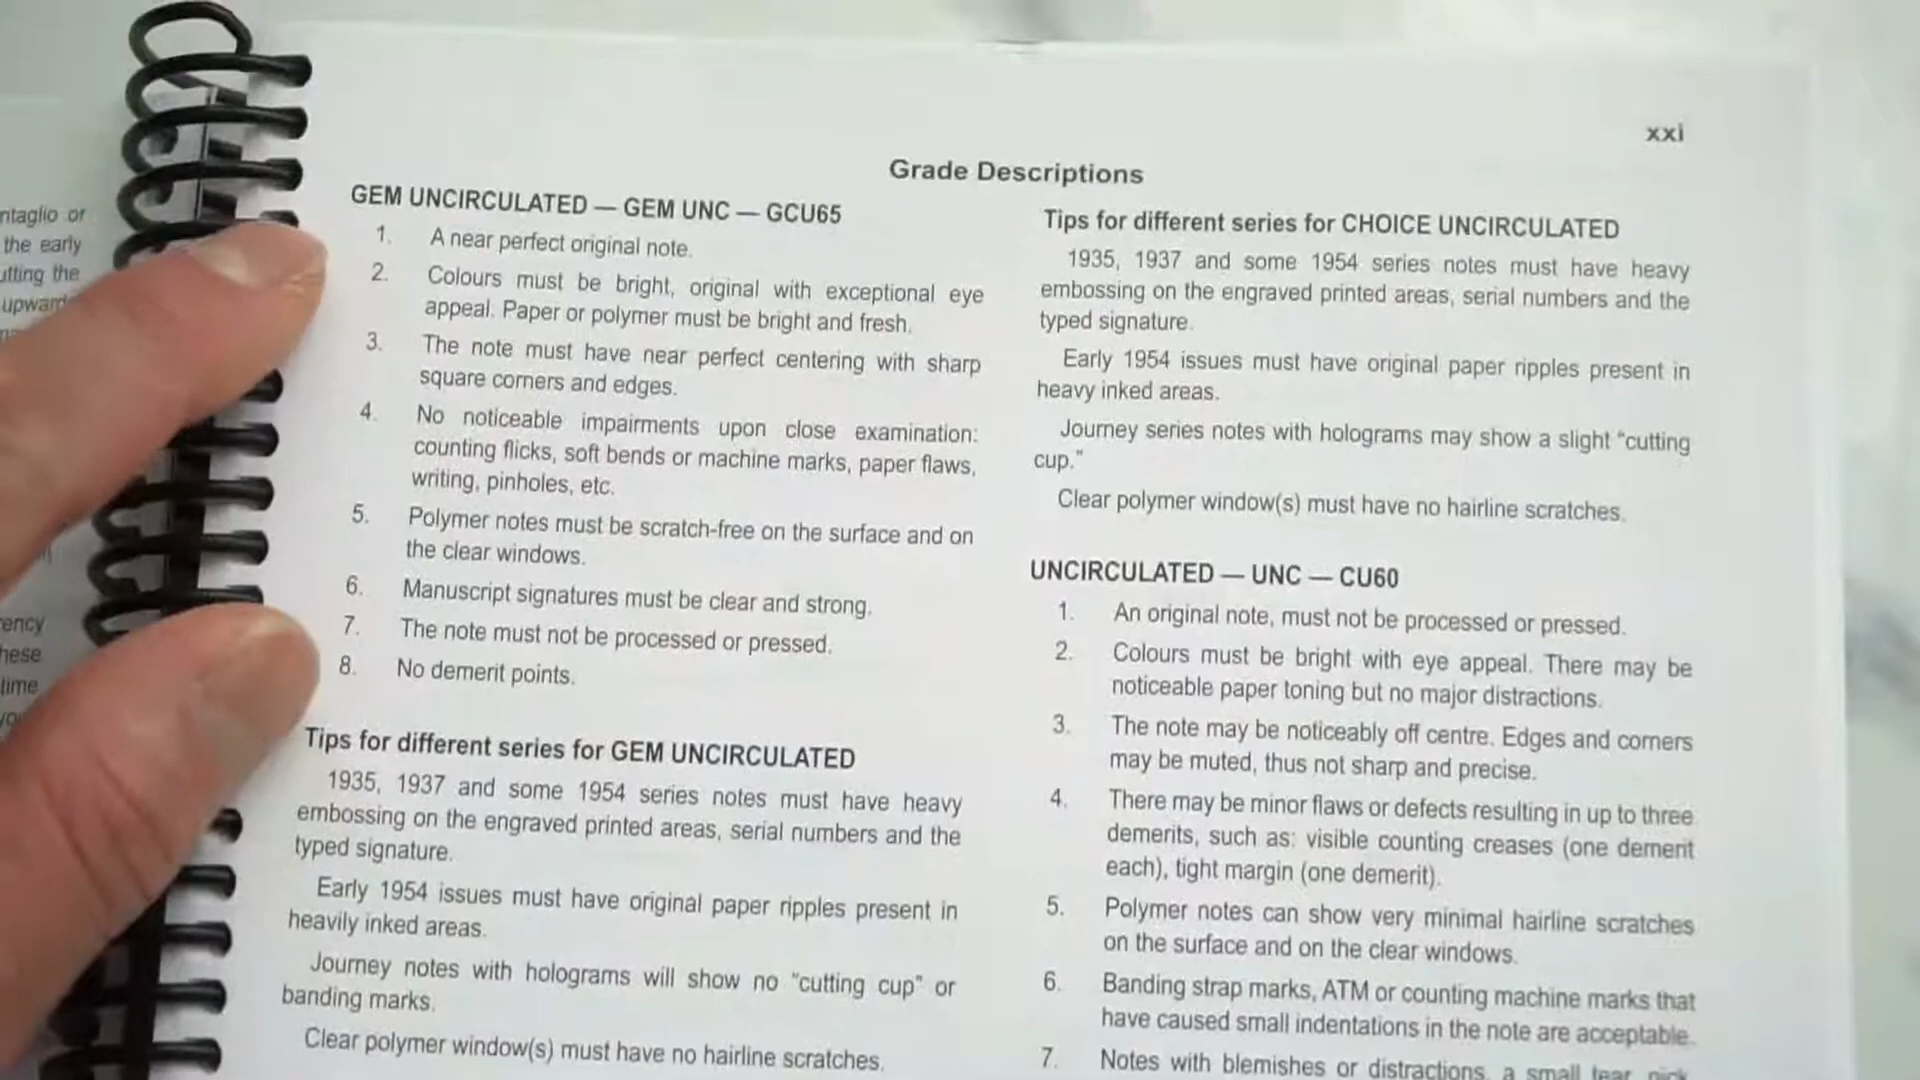 ntaglio or
the early
utting the
upward
ency
hese
time
xxi
Grade Descriptions
GEM UNCIRCULATED — GEM UNC — GCU65
1. A near perfect original note.
2. Colours must be bright, original with exceptional eye
appeal. Paper or polymer must be bright and fresh.
3. The note must have near perfect centering with sharp
square corners and edges.
4. No noticeable impairments upon close examination:
counting flicks, soft bends or machine marks, paper flaws,
writing, pinholes, etc.
5. Polymer notes must be scratch-free on the surface and on
the clear windows.
6. Manuscript signatures must be clear and strong.
7. The note must not be processed or pressed.
8. No demerit points.
Tips for different series for GEM UNCIRCULATED
1935, 1937 and some 1954 series notes must have heavy
embossing on the engraved printed areas, serial numbers and the
typed signature.
Early 1954 issues must have original paper ripples present in
heavily inked areas.
Journey notes with holograms will show no “cutting cup” or
banding marks.
Clear polymer window(s) must have no hairline scratches.
Tips for different series for CHOICE UNCIRCULATED
1935, 1937 and some 1954 series notes must have heavy
embossing on the engraved printed areas, serial numbers and the
typed signature.
Early 1954 issues must have original paper ripples present in
heavy inked areas.
Journey series notes with holograms may show a slight “cutting
cup.”
Clear polymer window(s) must have no hairline scratches.
UNCIRCULATED — UNC — CU60
1. An original note, must not be processed or pressed.
2. Colours must be bright with eye appeal. There may be
noticeable paper toning but no major distractions.
3. The note may be noticeably off centre. Edges and corners
may be muted, thus not sharp and precise.
4. There may be minor flaws or defects resulting in up to three
demerits, such as: visible counting creases (one demerit
each), tight margin (one demerit).
5. Polymer notes can show very minimal hairline scratches
on the surface and on the clear windows.
6. Banding strap marks, ATM or counting machine marks that
have caused small indentations in the note are acceptable.
7. Notes with blemishes or distractions, a small tear, nick,